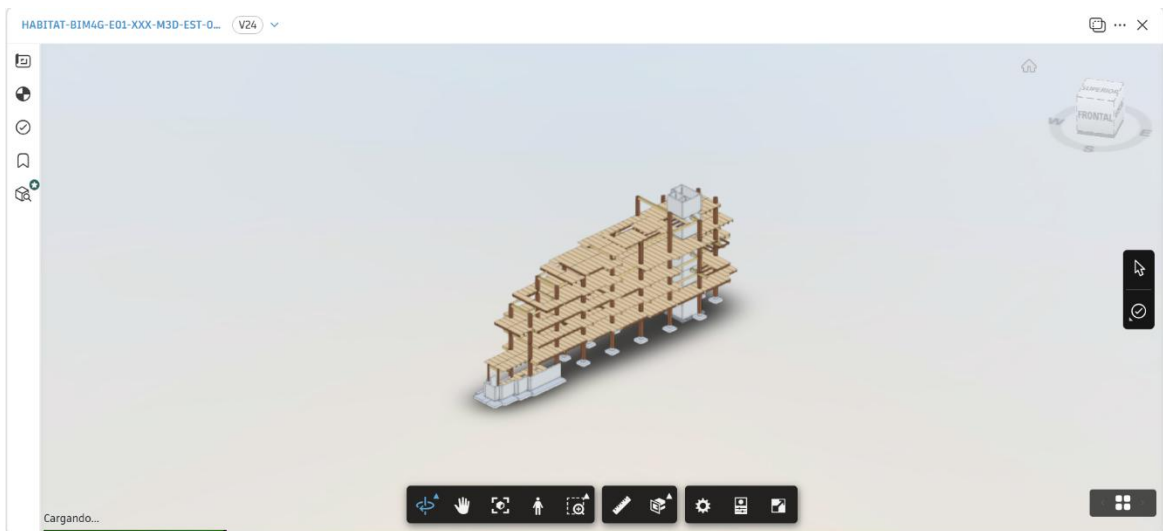 HABITAT-BIM4G-E01-XXX-M3D-EST-0... V24
SUPERIOR
FRONTAL
W
E
S
Cargando...